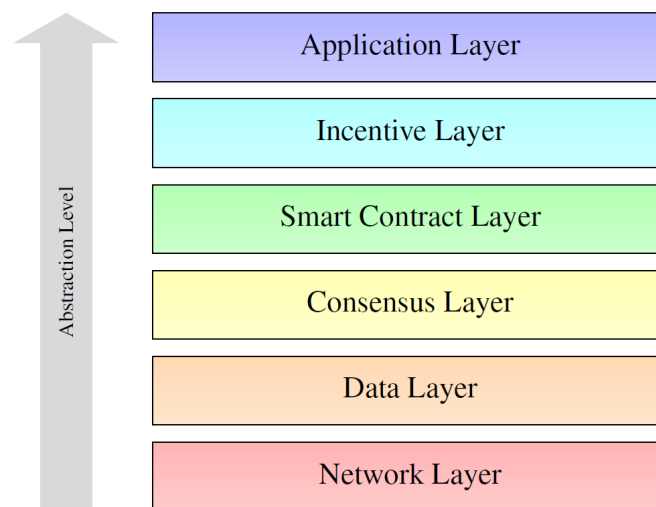 Application Layer
Incentive Layer
Smart Contract Layer
Consensus Layer
Data Layer
Network Layer
Abstraction Level